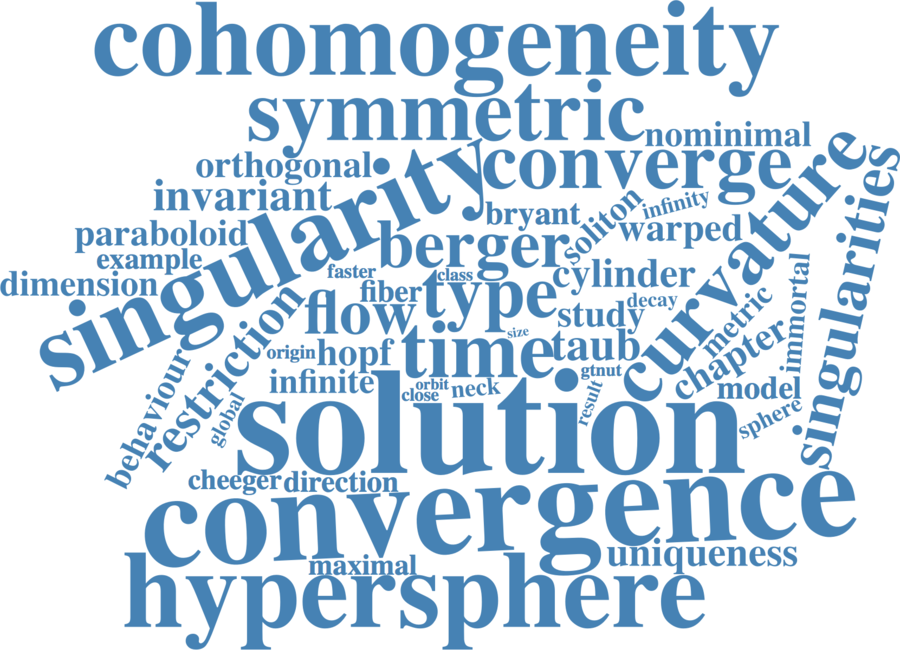 cohomogeneity
symmetric
nominimal
orthogonal
converge
invariant
singularity
curvature
singularities
bryant
soliton
infinity
paraboloid
berger
warped
example
faster
class
cylinder
dimension
fiber
type
decay
flow
study
metric
immortal
size
restriction
origin
hopf
time
taub
chapter
gtnut
infinite
orbit
close
neck
result
model
behaviour
global
solution
sphere
cheeger
direction
convergence
uniqueness
maximal
hypersphere